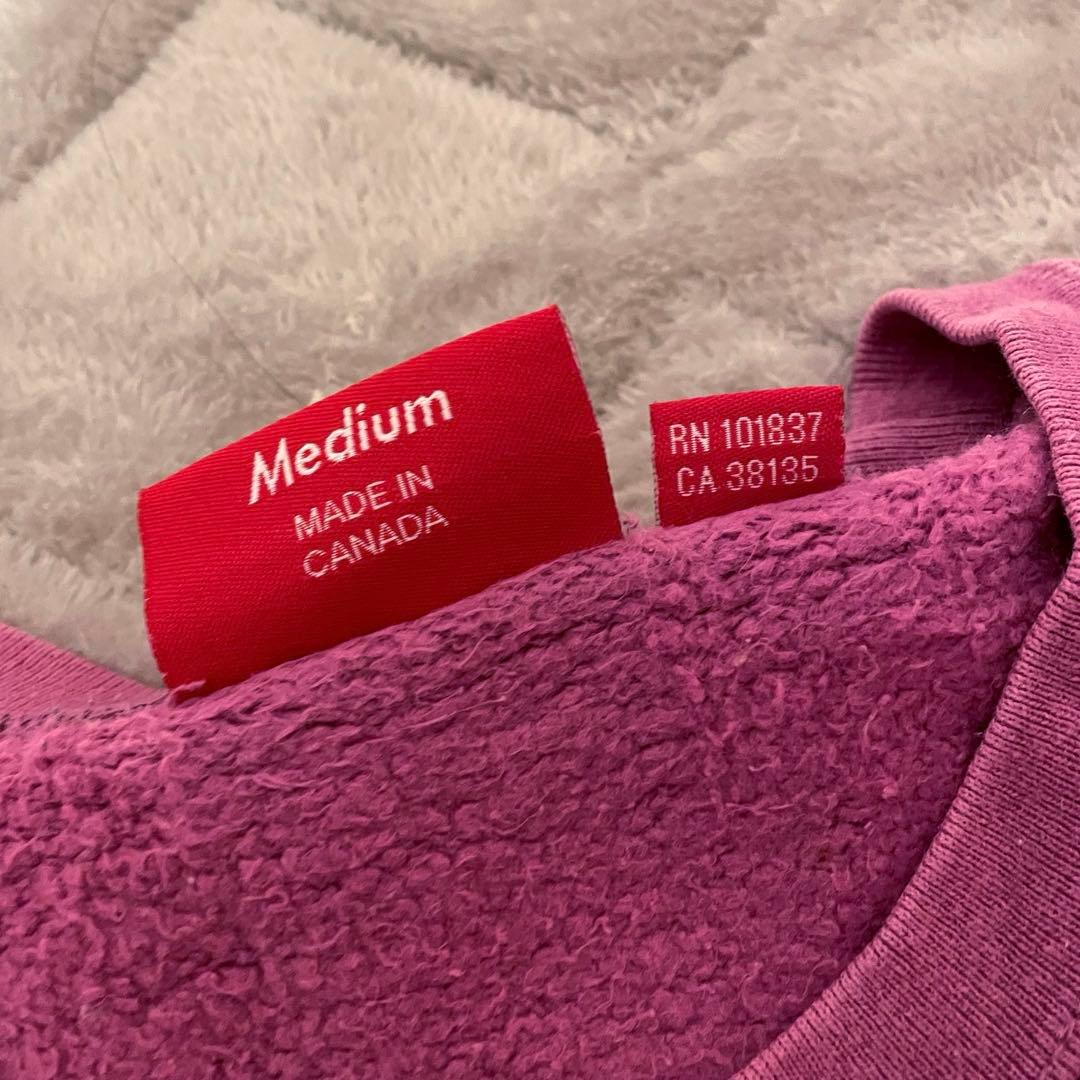 Medium
MADE IN
CANADA
RN 101837
CA 38135